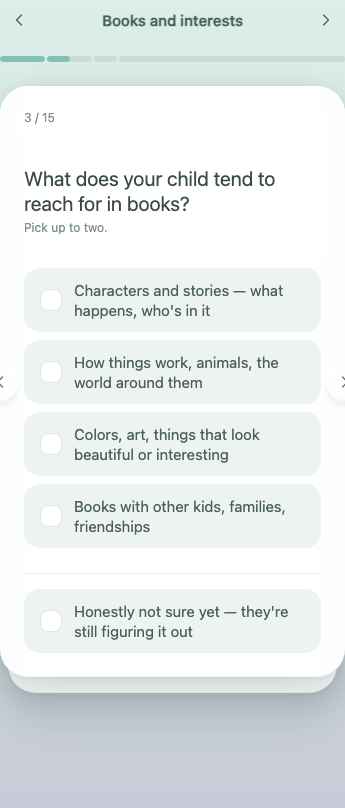 Books and interests
3 / 15
What does your child tend to
reach for in books?
Pick up to two.
Characters and stories — what
happens, who's in it
How things work, animals, the
world around them
Colors, art, things that look
beautiful or interesting
Books with other kids, families,
friendships
Honestly not sure yet — they're
still figuring it out